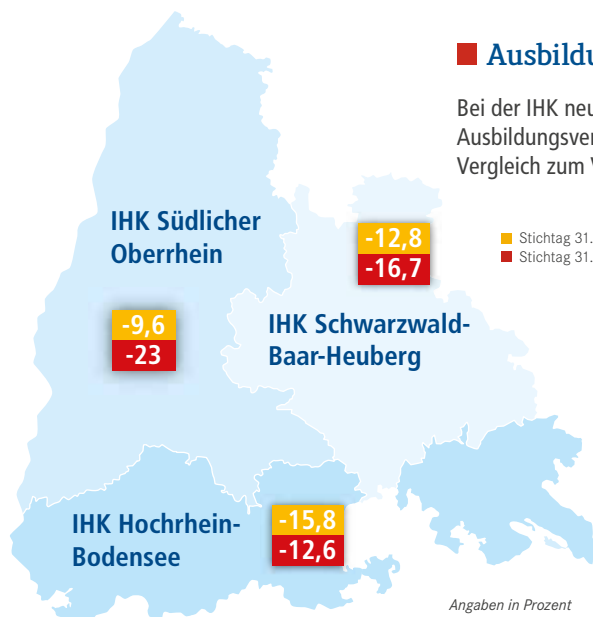 Ausbildu
Bei der IHK neu
Ausbildungsver
Vergleich zum V
Stichtag 31.
Stichtag 31.
IHK Südlicher
Oberrhein
-9,6
-23
-12,8
-16,7
IHK Schwarzwald-
Baar-Heuberg
IHK Hochrhein-
Bodensee
-15,8
-12,6
Angaben in Prozent